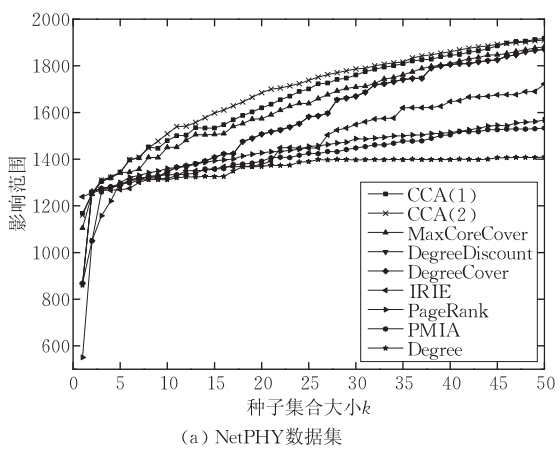 2000
1800
1600
1400
1200
1000
800
600
影响范围
CCA(1)
CCA(2)
MaxCoreCover
DegreeDiscount
DegreeCover
IRIE
PageRank
PMIA
Degree
0 5 10 15 20 25 30 35 40 45 50
种子集合大小k
(a) NetPHY数据集